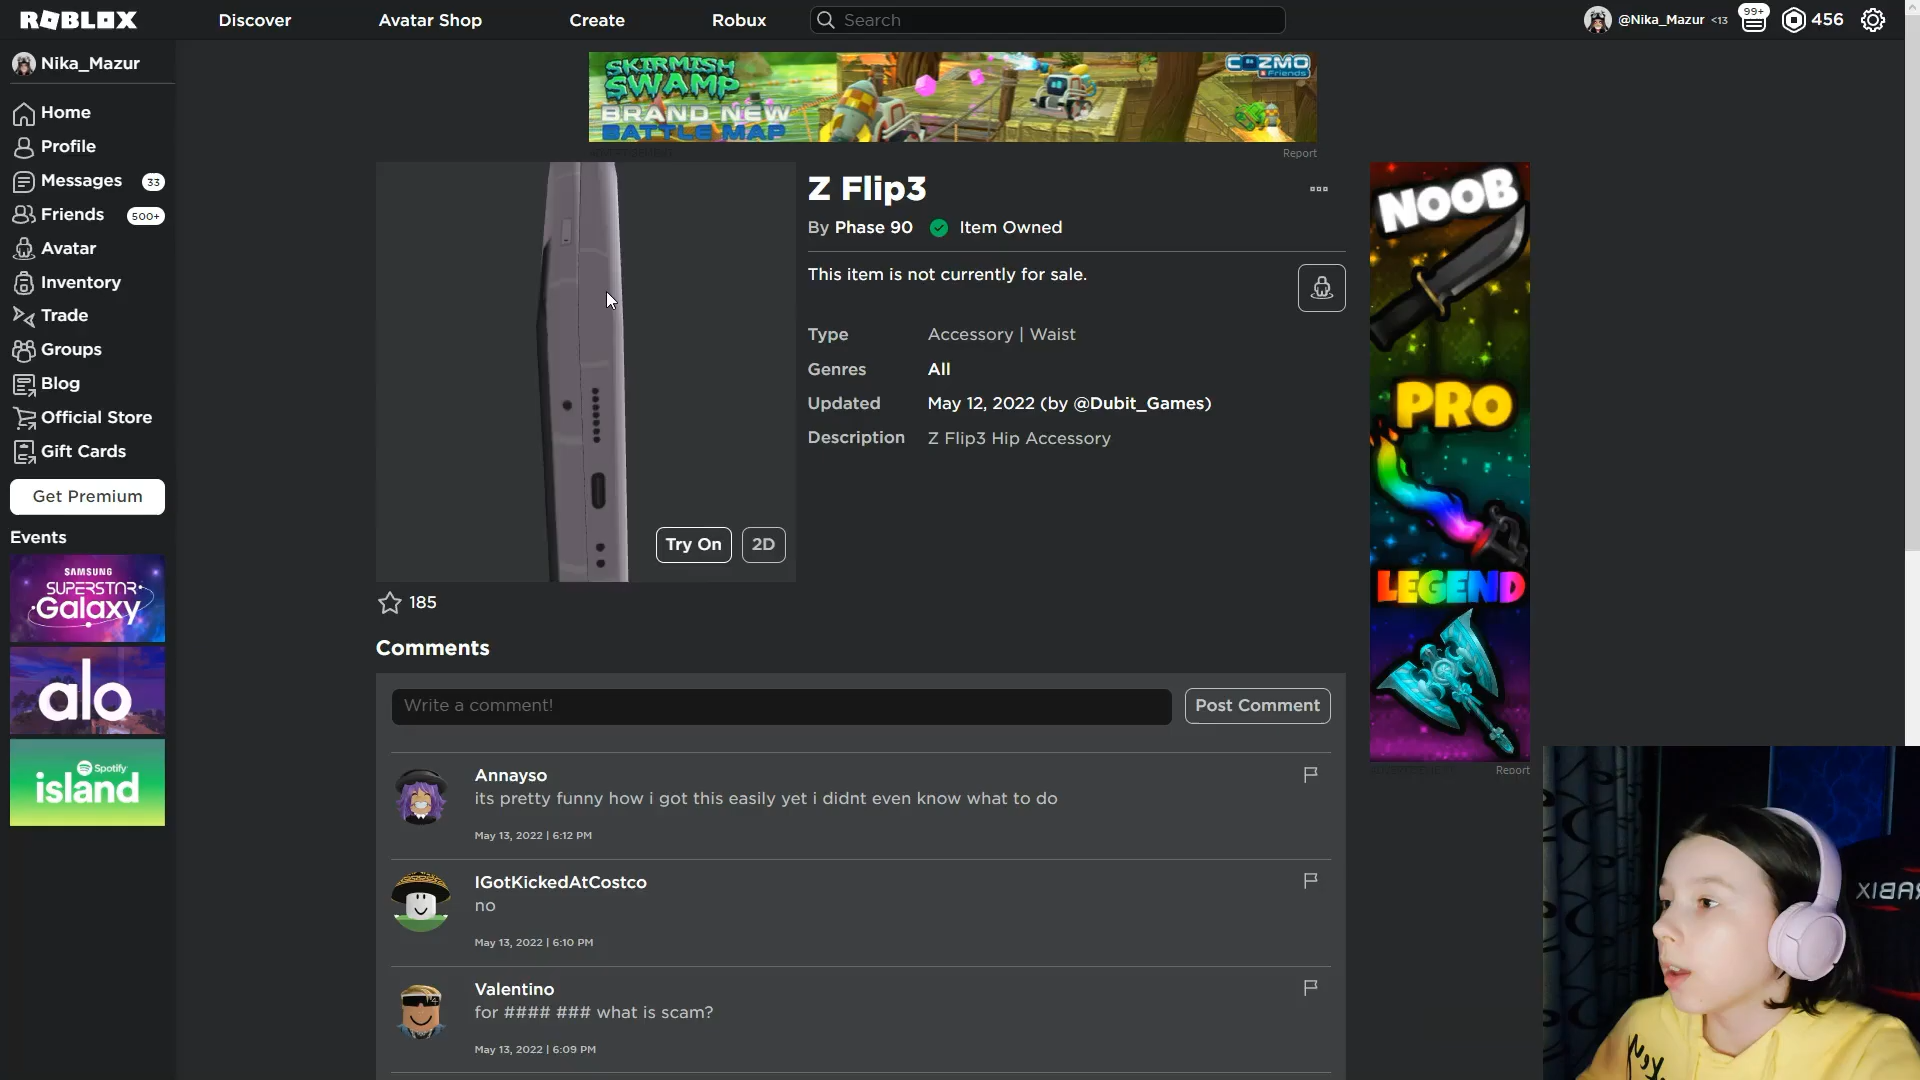 ROBLOX
Discover
Avatar Shop
Create
Robux
Search
@Nika_Mazur
<13
99+
456
Nika_Mazur
Home
Profile
Messages
33
Friends
500+
Avatar
Inventory
Trade
Groups
Blog
Official Store
Gift Cards
Get Premium
Events
SAMSUNG
SUPERSTAR
Galaxy
alo
Spotify
island
SKIRMISH
SWAMP
BRAND NEW
BATTLE MAP
COZMO
& Friends
Report
Z Flip3
By Phase 90
Item Owned
This item is not currently for sale.
Type
Accessory | Waist
Genres
All
Updated
May 12, 2022 (by @Dubit_Games)
Description
Z Flip3 Hip Accessory
Try On
2D
185
Comments
Write a comment!
Post Comment
Annayso
its pretty funny how i got this easily yet i didnt even know what to do
May 13, 2022 | 6:12 PM
IGotKickedAtCostco
no
May 13, 2022 | 6:10 PM
Valentino
for #### ### what is scam?
May 13, 2022 | 6:09 PM
NOOB
PRO
LEGEND
Report